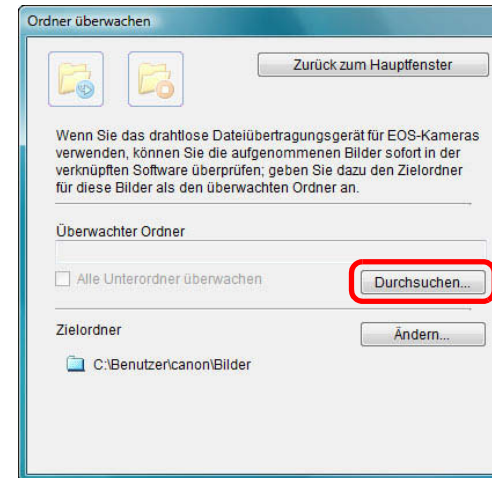 Ordner überwachen
Zurück zum Hauptfenster
Wenn Sie das drahtlose Dateiübertragungsgerät für EOS-Kameras
verwenden, können Sie die aufgenommenen Bilder sofort in der
verknüpften Software überprüfen; geben Sie dazu den Zielordner
für diese Bilder als den überwachten Ordner an.
Überwachter Ordner
Alle Unterordner überwachen
Durchsuchen...
Zielordner
Ändern...
C:\Benutzer\canon\Bilder